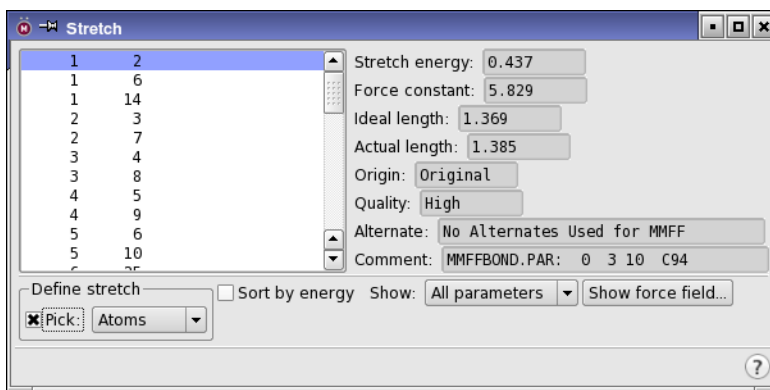 Stretch
1 2
1 6
1 14
2 3
2 7
3 4
3 8
4 5
4 9
5 6
5 10
Stretch energy: 0.437
Force constant: 5.829
Ideal length: 1.369
Actual length: 1.385
Origin: Original
Quality: High
Alternate: No Alternates Used for MMFF
Comment: MMFFBOND.PAR: 0 3 10 C94
Define stretch
Pick: Atoms
Sort by energy Show: All parameters Show force field...
?